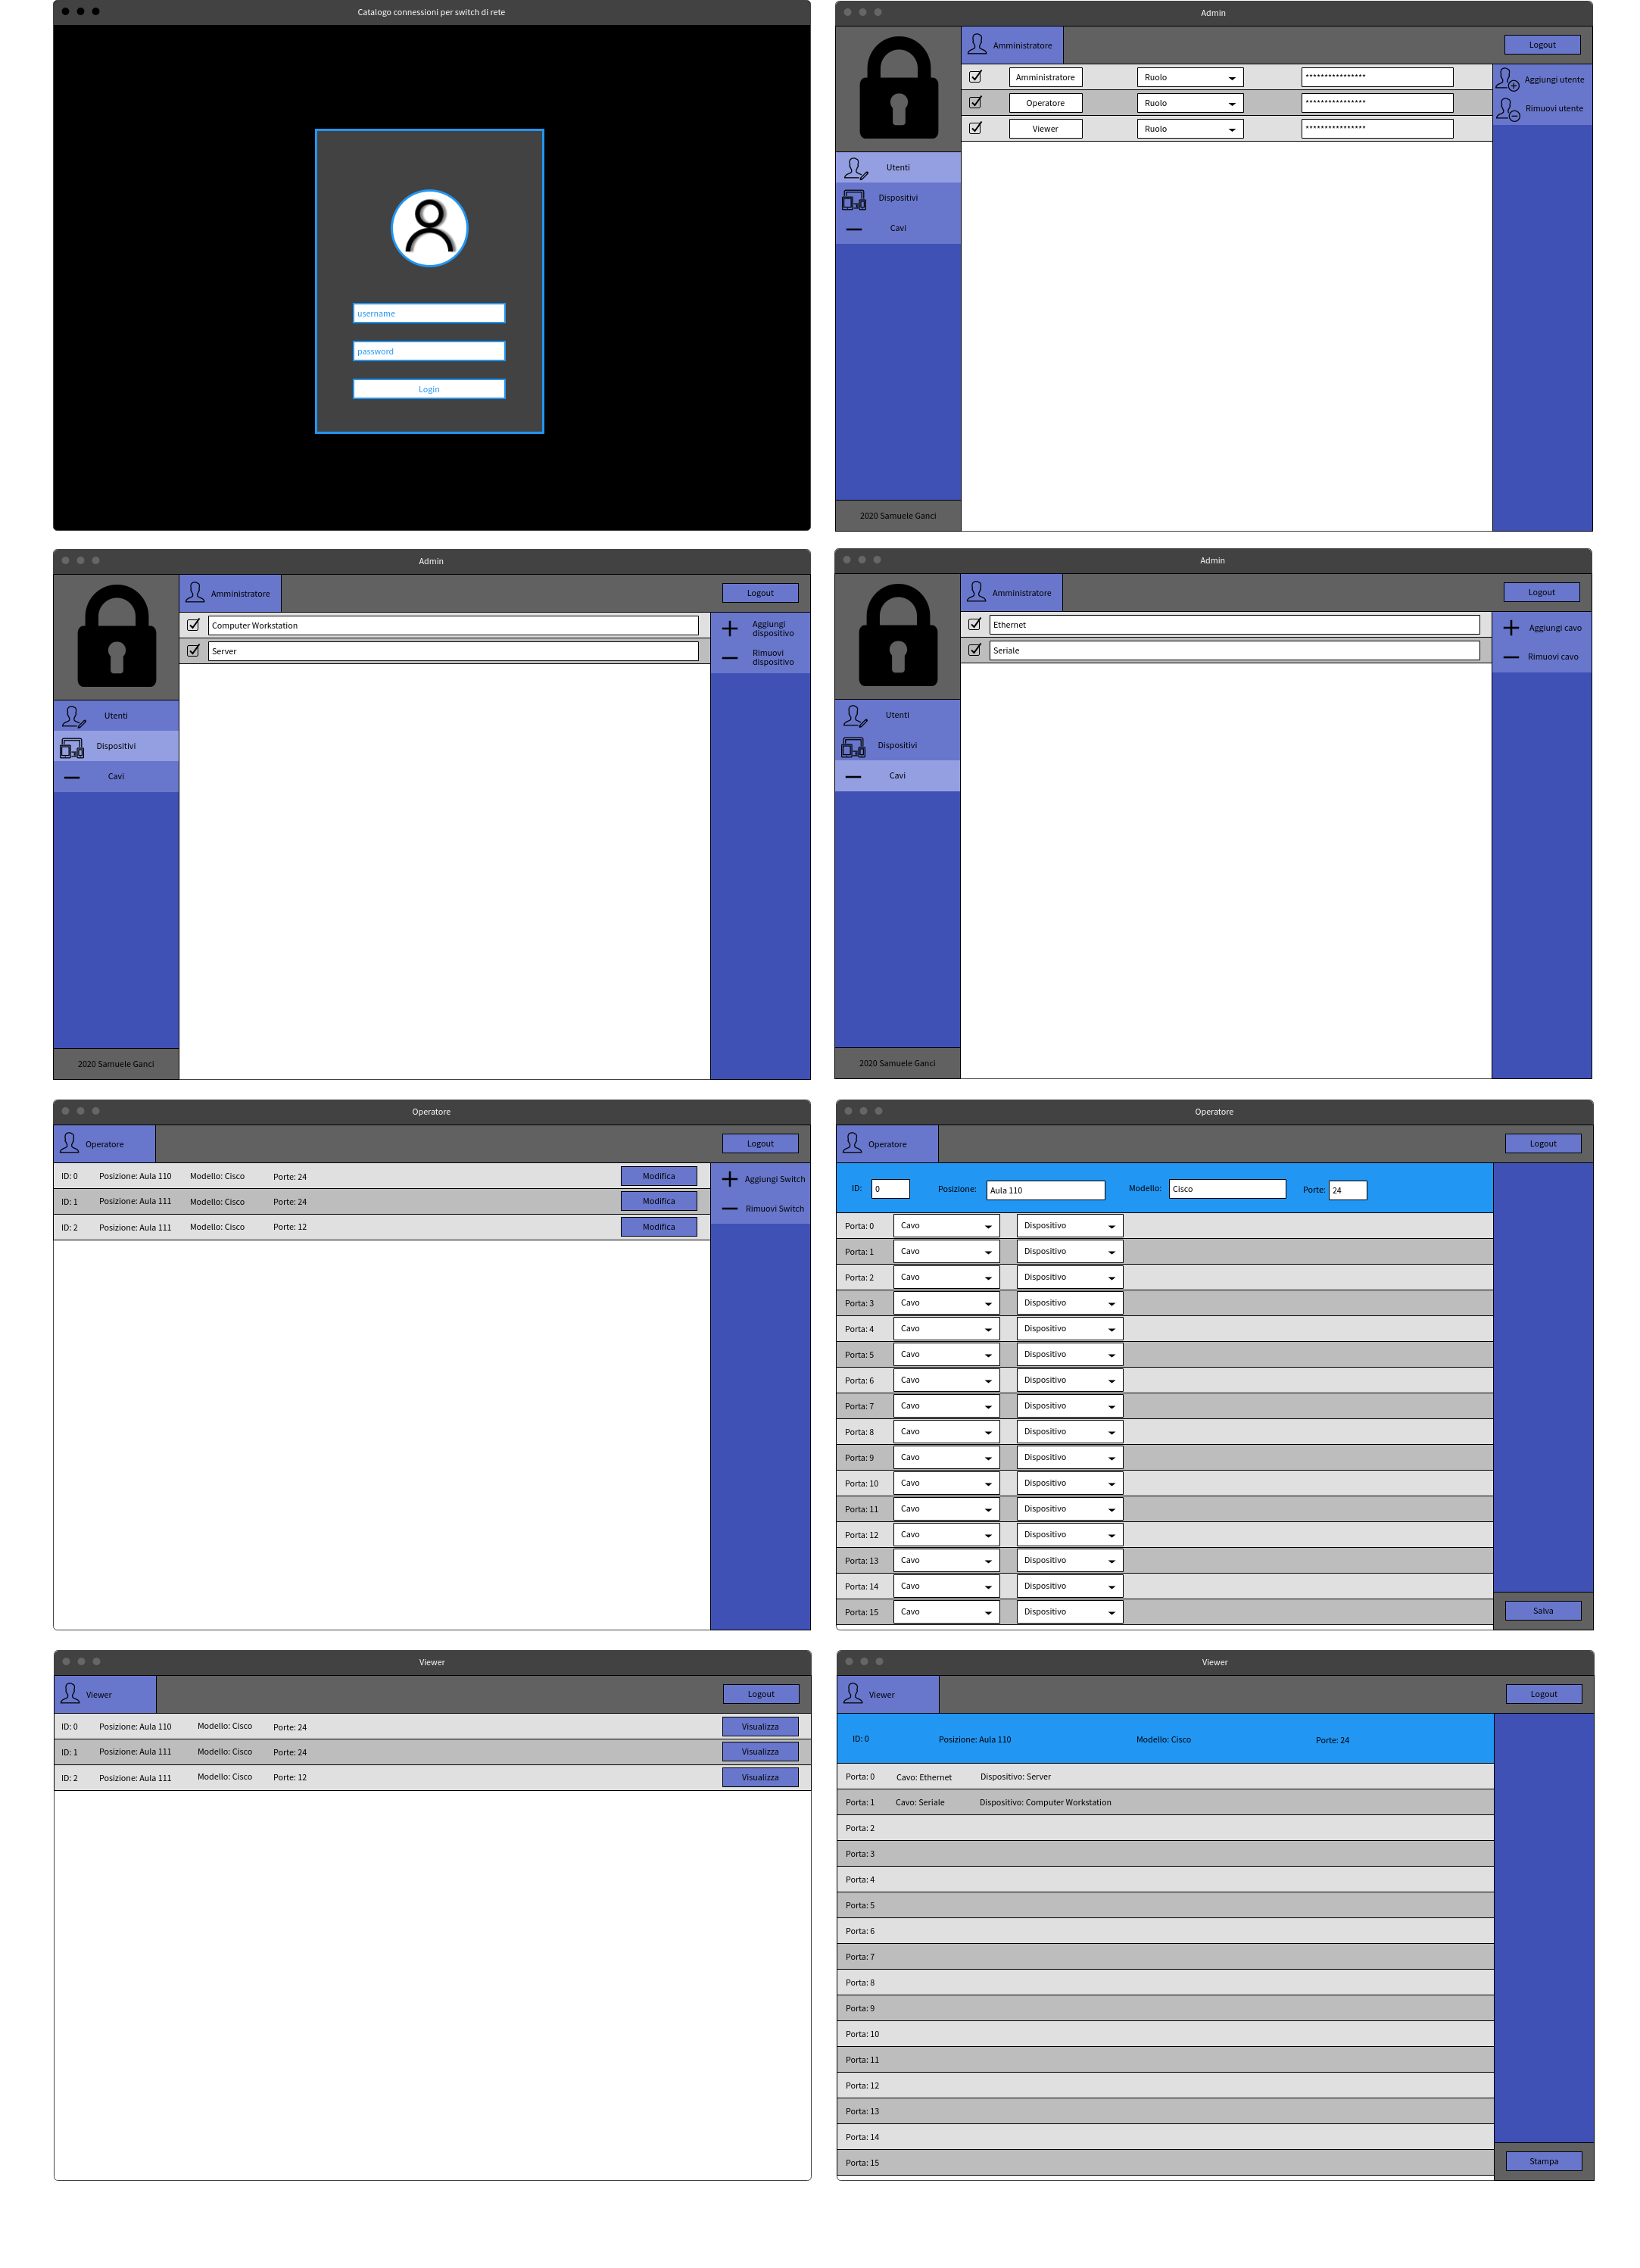 Catalogo connessioni per switch di rete
username
password
Login
Admin
Amministratore
Logout
Amministratore Ruolo ****************
Operatore Ruolo ****************
Viewer Ruolo ****************
Aggiungi utente
Rimuovi utente
Utenti
Dispositivi
Cavi
2020 Samuele Ganci
Admin
Amministratore
Logout
Computer Workstation
Server
Aggiungi
dispositivo
Rimuovi
dispositivo
Utenti
Dispositivi
Cavi
2020 Samuele Ganci
Admin
Amministratore
Logout
Ethernet
Seriale
Aggiungi cavo
Rimuovi cavo
Utenti
Dispositivi
Cavi
2020 Samuele Ganci
Operatore
Operatore
Logout
ID: 0 Posizione: Aula 110 Modello: Cisco Porte: 24 Modifica
ID: 1 Posizione: Aula 111 Modello: Cisco Porte: 24 Modifica
ID: 2 Posizione: Aula 111 Modello: Cisco Porte: 12 Modifica
Aggiungi Switch
Rimuovi Switch
Operatore
Operatore
Logout
ID: 0 Posizione: Aula 110 Modello: Cisco Porte: 24
Porta: 0 Cavo Dispositivo
Porta: 1 Cavo Dispositivo
Porta: 2 Cavo Dispositivo
Porta: 3 Cavo Dispositivo
Porta: 4 Cavo Dispositivo
Porta: 5 Cavo Dispositivo
Porta: 6 Cavo Dispositivo
Porta: 7 Cavo Dispositivo
Porta: 8 Cavo Dispositivo
Porta: 9 Cavo Dispositivo
Porta: 10 Cavo Dispositivo
Porta: 11 Cavo Dispositivo
Porta: 12 Cavo Dispositivo
Porta: 13 Cavo Dispositivo
Porta: 14 Cavo Dispositivo
Porta: 15 Cavo Dispositivo
Salva
Viewer
Viewer
Logout
ID: 0 Posizione: Aula 110 Modello: Cisco Porte: 24 Visualizza
ID: 1 Posizione: Aula 111 Modello: Cisco Porte: 24 Visualizza
ID: 2 Posizione: Aula 111 Modello: Cisco Porte: 12 Visualizza
Viewer
Viewer
Logout
ID: 0 Posizione: Aula 110 Modello: Cisco Porte: 24
Porta: 0 Cavo: Ethernet Dispositivo: Server
Porta: 1 Cavo: Seriale Dispositivo: Computer Workstation
Porta: 2
Porta: 3
Porta: 4
Porta: 5
Porta: 6
Porta: 7
Porta: 8
Porta: 9
Porta: 10
Porta: 11
Porta: 12
Porta: 13
Porta: 14
Porta: 15
Stampa